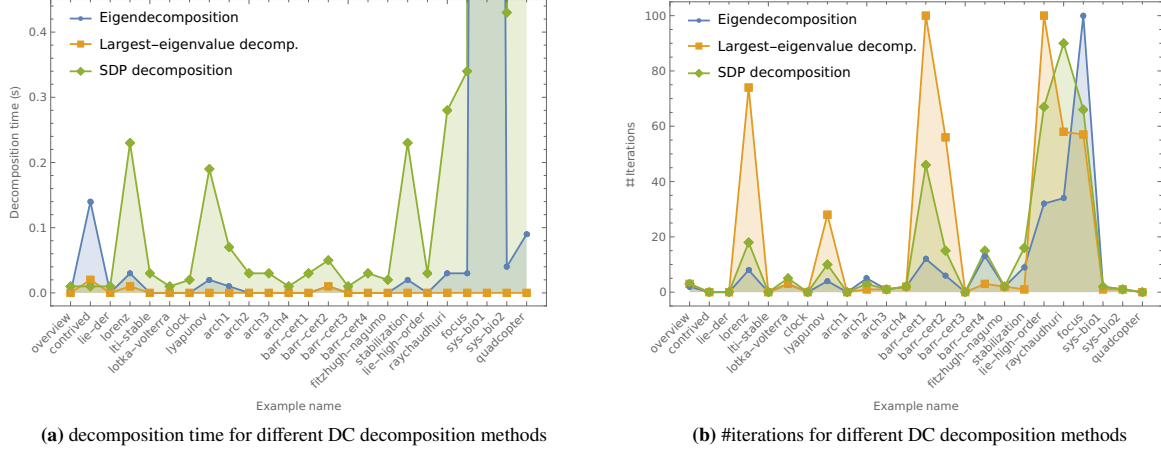 Eigendecomposition
Largest-eigenvalue decomp.
SDP decomposition
Decomposition time (s)
0.4
0.3
0.2
0.1
0.0
overview
contrived
lie-der
lorenz
lti-stable
lotka-volterra
clock
lyapunov
arch1
arch2
arch3
arch4
barr-cert1
barr-cert2
barr-cert3
barr-cert4
fitzhugh-nagumo
stabilization
lie-high-order
raychaudhuri
focus
sys-bio1
sys-bio2
quadcopter
Example name
(a) decomposition time for different DC decomposition methods
Eigendecomposition
Largest-eigenvalue decomp.
SDP decomposition
# Iterations
100
80
60
40
20
0
overview
contrived
lie-der
lorenz
lti-stable
lotka-volterra
clock
lyapunov
arch1
arch2
arch3
arch4
barr-cert1
barr-cert2
barr-cert3
barr-cert4
fitzhugh-nagumo
stabilization
lie-high-order
raychaudhuri
focus
sys-bio1
sys-bio2
quadcopter
Example name
(b) #iterations for different DC decomposition methods